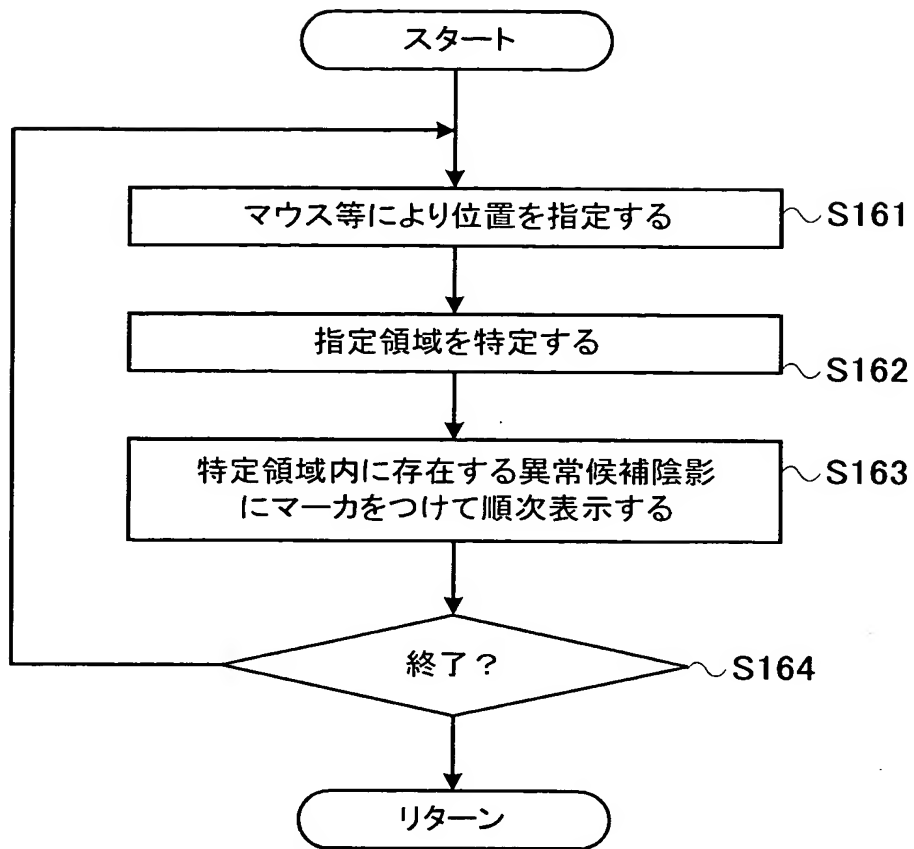 スタート
マウス等により位置を指定する
S161
指定領域を特定する
S162
特定領域内に存在する異常候補陰影
にマーカをつけて順次表示する
S163
終了？
S164
リターン